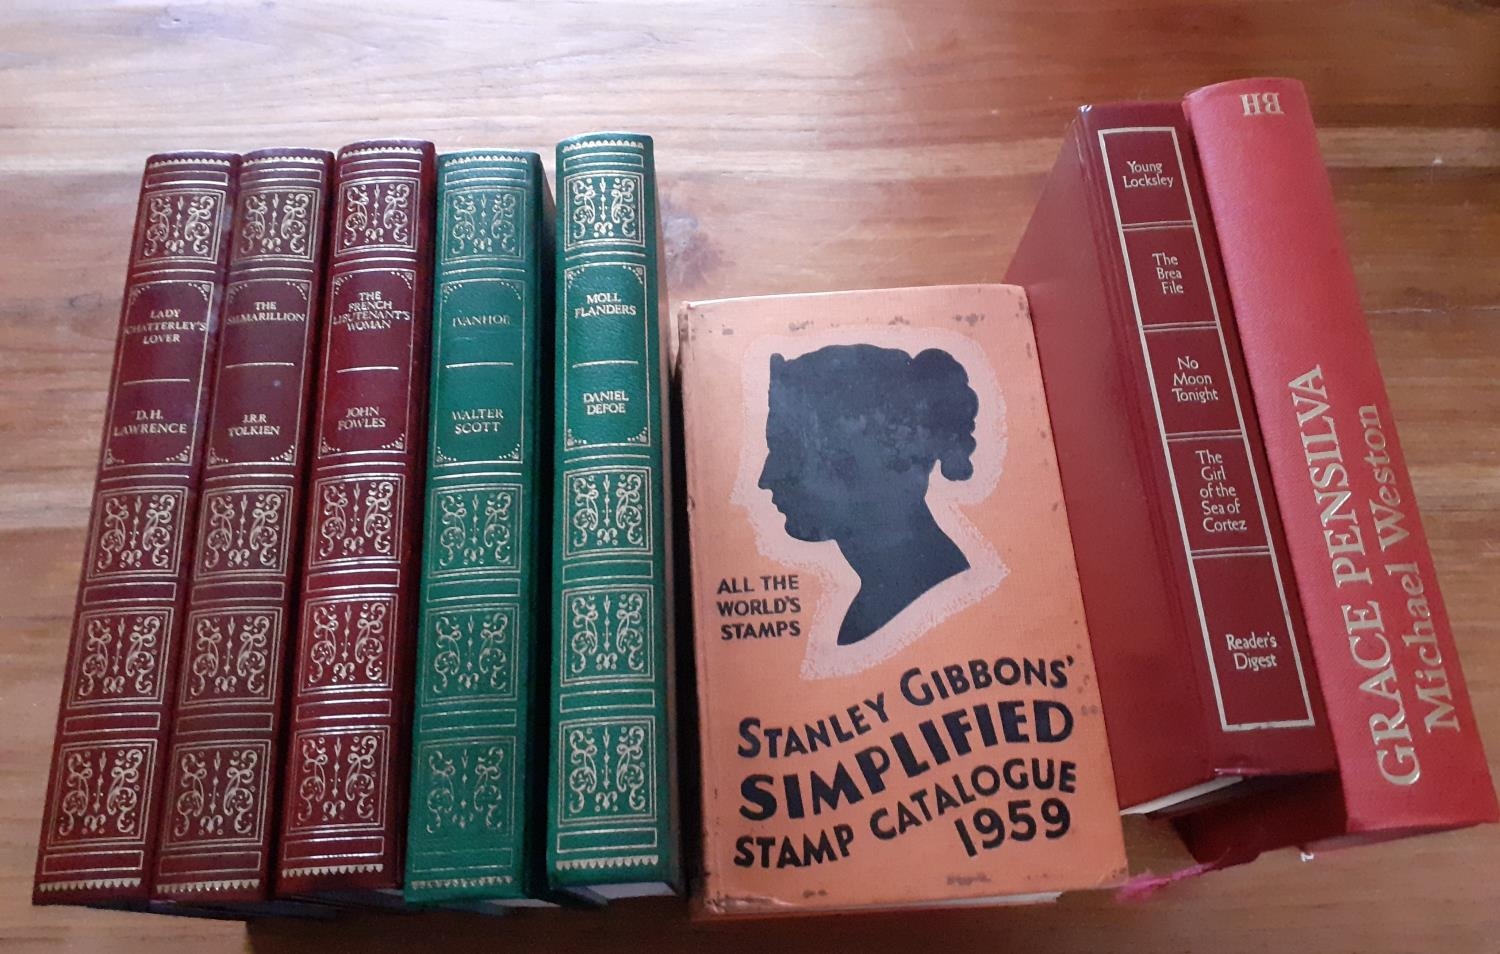 LADY
CHATTERLEY'S
LOVER
D.H.
LAWRENCE
THE
SILMARILLION
J.R.R
TOLKIEN
THE
FRENCH
LIEUTENANT'S
WOMAN
JOHN
FOWLES
IVANHOE
WALTER
SCOTT
MOLL
FLANDERS
DANIEL
DEFOE
ALL THE
WORLD'S
STAMPS
STANLEY GIBBONS'
SIMPLIFIED
STAMP CATALOGUE
1959
Young
Locksley
The
Brea
File
No
Moon
Tonight
The
Girl
of the
Sea of
Cortez
Reader's
Digest
BH
GRACE PENSILVA
Michael Weston